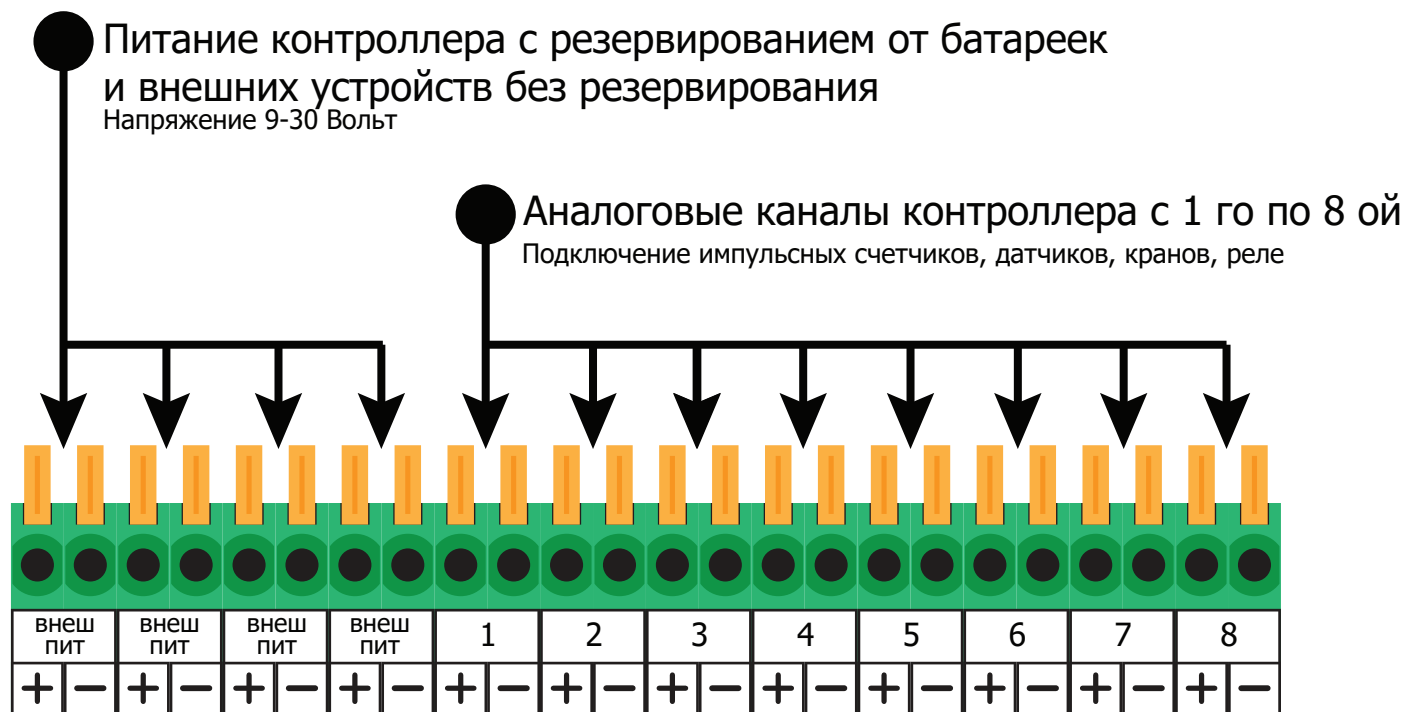 Питание контроллера с резервированием от батареек
и внешних устройств без резервирования
Напряжение 9-30 Вольт
Аналоговые каналы контроллера с 1 го по 8 ой
Подключение импульсных счетчиков, датчиков, кранов, реле
внеш внеш внеш внеш
пит пит пит пит 1 2 3 4 5 6 7 8
+ − + − + − + − + − + − + − + − + − + − + − + −